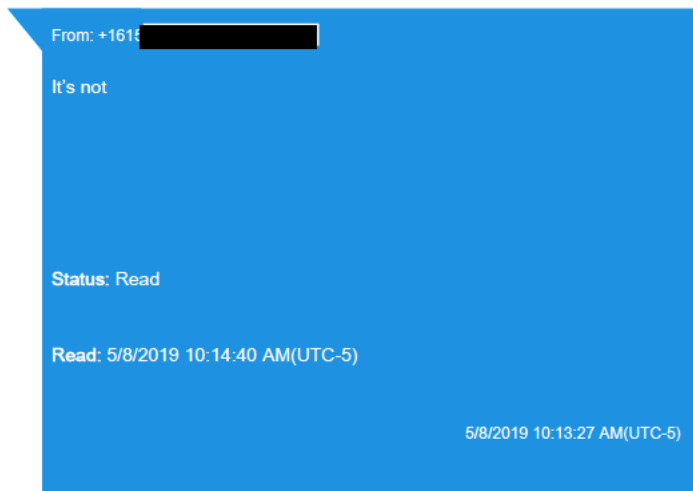 From: +1615
It's not
Status: Read
Read: 5/8/2019 10:14:40 AM(UTC-5)
5/8/2019 10:13:27 AM(UTC-5)